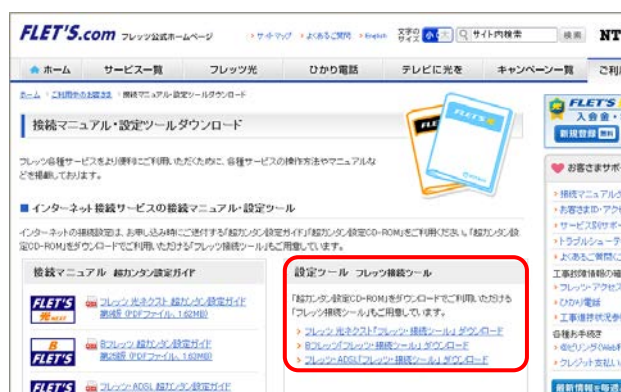 FLET'S.com フレッツ公式ホームページ
サイトマップ よくあるご質問 English 文字のサイズ 小 大 サイト内検索 検索 NT
ホーム サービス一覧 フレッツ光 ひかり電話 テレビに光を キャンペーン一覧 ご利
ホーム ご利用中のお客さま 接続マニュアル・設定ツールダウンロード
接続マニュアル・設定ツールダウンロード
フレッツ各種サービスをより便利にご利用いただくために、各種サービスの操作方法やマニュアルな
どを掲載しております。
■ インターネット接続サービスの接続マニュアル・設定ツール
インターネットの接続設定は、お申し込み時にご送付する「超カンタン設定ガイド」「超カンタン設定CD-ROM」をご利用ください。「超カンタン設
定CD-ROM」をダウンロードでご利用いただける「フレッツ接続ツール」もご用意しています。
接続マニュアル 超カンタン設定ガイド
FLET'S 光ネクスト
フレッツ 光ネクスト 超カンタン設定ガイド
(PDFファイル、1.62MB)
B FLET'S
Bフレッツ 超カンタン設定ガイド
(PDFファイル、1.60MB)
FLET'S
フレッツ・ADSL 超カンタン設定ガイド
設定ツール フレッツ接続ツール
「超カンタン設定CD-ROM」をダウンロードでご利用いただける
「フレッツ接続ツール」もご用意しています。
フレッツ 光ネクスト「フレッツ接続ツール」ダウンロード
Bフレッツ「フレッツ接続ツール」ダウンロード
フレッツ・ADSL「フレッツ接続ツール」ダウンロード
FLET'S
入会金・
新規登録 無料
お客さまサポ
接続マニュアル
お客さまID・アクセ
サービス別サポー
トラブルシューテ
よくあるご質問
工事故障情報の確
フレッツ・アクセス
ひかり電話
工事進捗状況
各種お手続き
クレジット支払い
最新情報を毎週